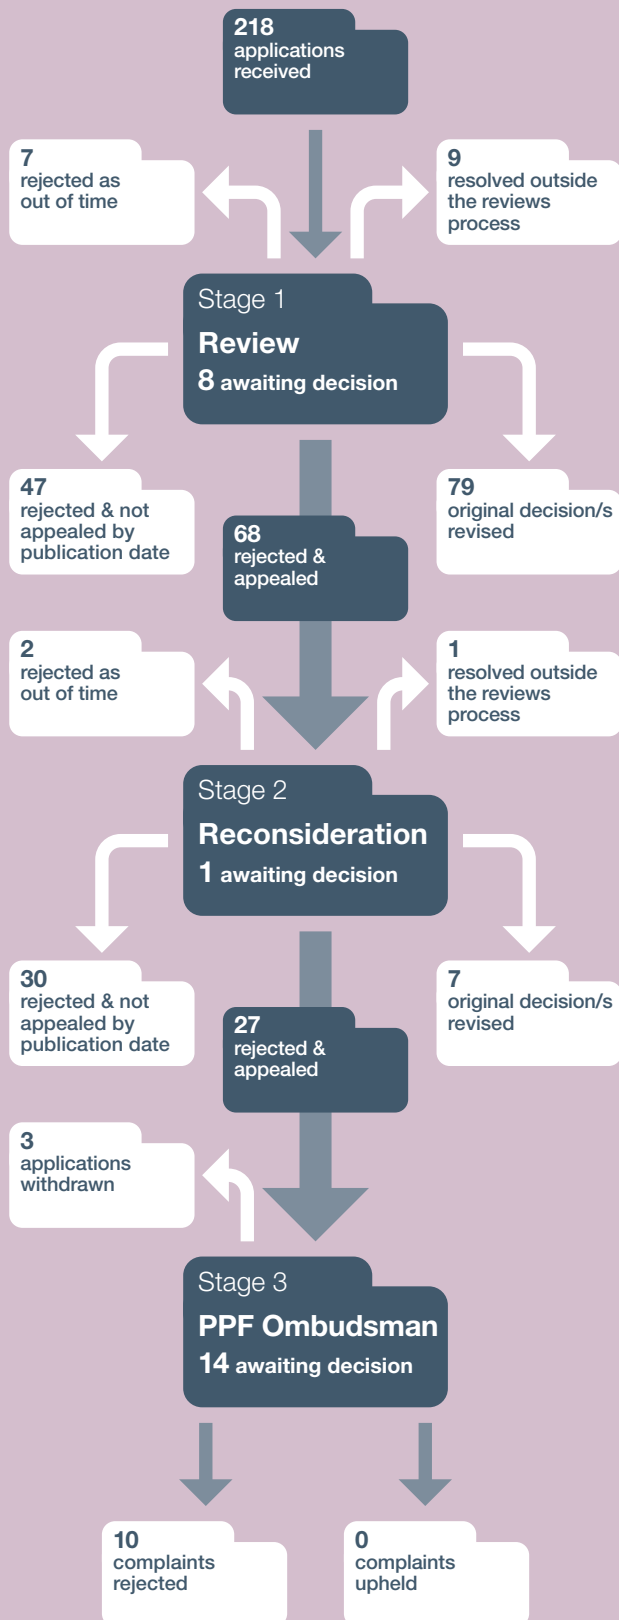 218
applications
received
7
rejected as
out of time
9
resolved outside
the reviews
process
Stage 1
Review
8 awaiting decision
47
rejected & not
appealed by
publication date
79
original decision/s
revised
68
rejected &
appealed
2
rejected as
out of time
1
resolved outside
the reviews
process
Stage 2
Reconsideration
1 awaiting decision
30
rejected & not
appealed by
publication date
7
original decision/s
revised
27
rejected &
appealed
3
applications
withdrawn
Stage 3
PPF Ombudsman
14 awaiting decision
10
complaints
rejected
0
complaints
upheld